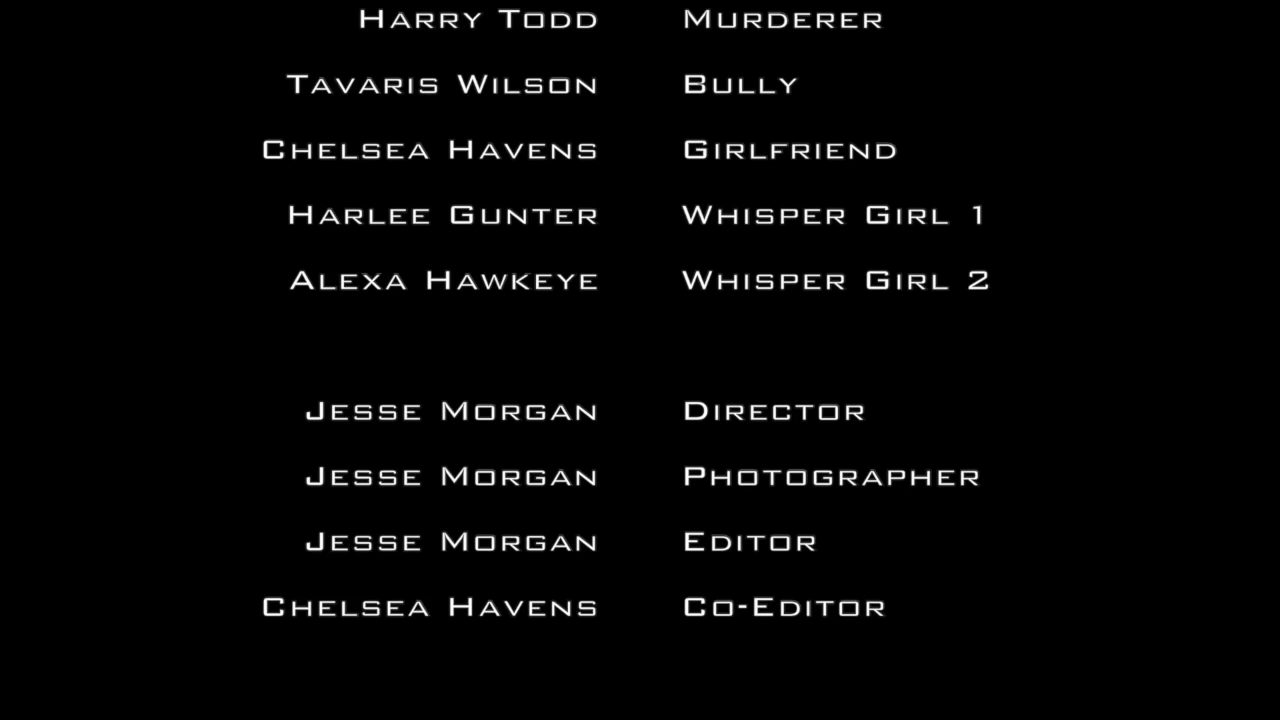 Harry Todd Murderer
Tavaris Wilson Bully
Chelsea Havens Girlfriend
Harlee Gunter Whisper Girl 1
Alexa Hawkeye Whisper Girl 2
Jesse Morgan Director
Jesse Morgan Photographer
Jesse Morgan Editor
Chelsea Havens Co-Editor